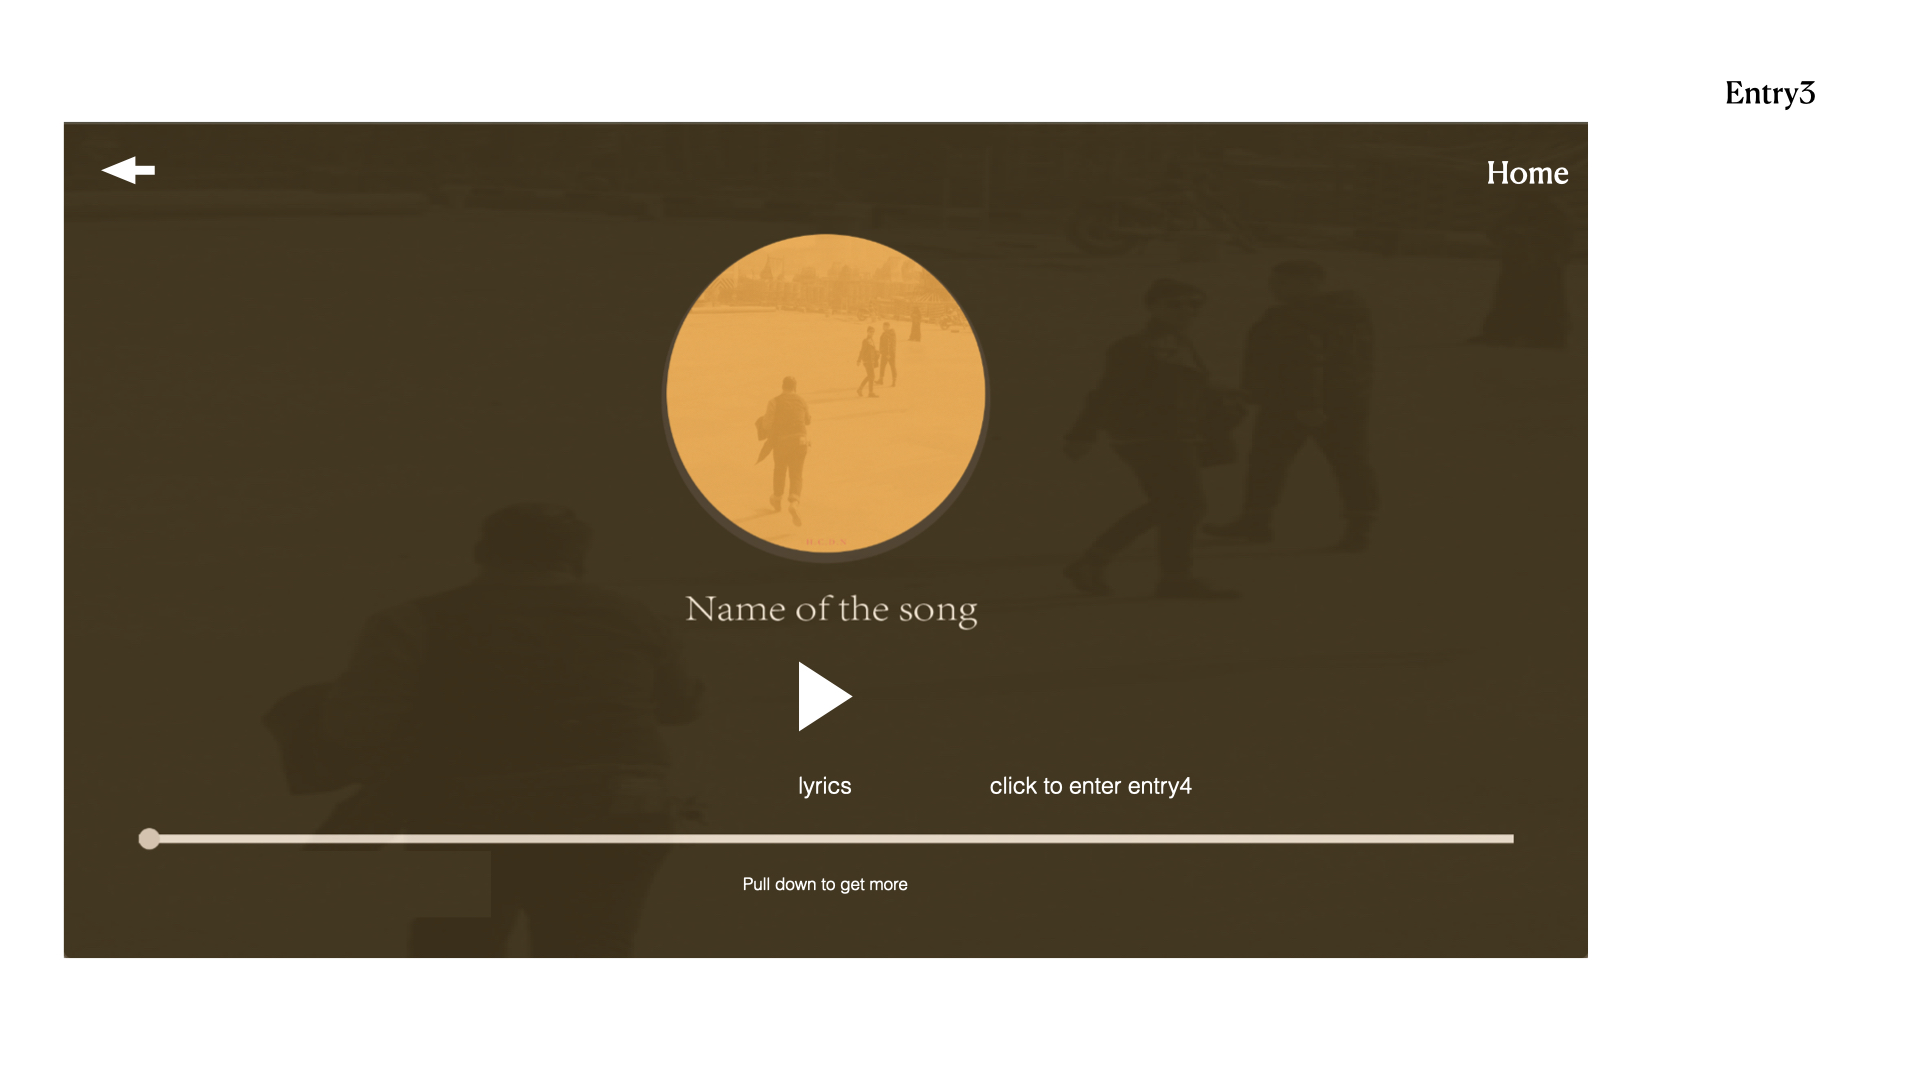 Entry3
Home
Name of the song
lyrics
click to enter entry4
Pull down to get more